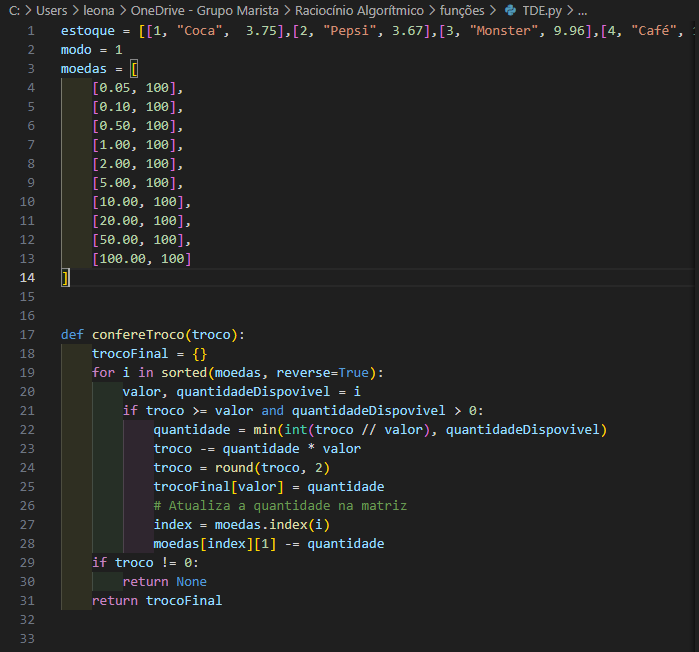 C: > Users > leona > OneDrive - Grupo Marista > Raciocínio Algorítmico > funções > TDE.py > ...
1 estoque = [[1, "Coca",  3.75],[2, "Pepsi", 3.67],[3, "Monster", 9.96],[4, "Café",
2 modo = 1
3 moedas = [
4     [0.05, 100],
5     [0.10, 100],
6     [0.50, 100],
7     [1.00, 100],
8     [2.00, 100],
9     [5.00, 100],
10     [10.00, 100],
11     [20.00, 100],
12     [50.00, 100],
13     [100.00, 100]
14 ]
15
16
17 def confereTroco(troco):
18     trocoFinal = {}
19     for i in sorted(moedas, reverse=True):
20         valor, quantidadeDispovivel = i
21         if troco >= valor and quantidadeDispovivel > 0:
22             quantidade = min(int(troco // valor), quantidadeDispovivel)
23             troco -= quantidade * valor
24             troco = round(troco, 2)
25             trocoFinal[valor] = quantidade
26             # Atualiza a quantidade na matriz
27             index = moedas.index(i)
28             moedas[index][1] -= quantidade
29     if troco != 0:
30         return None
31     return trocoFinal
32
33